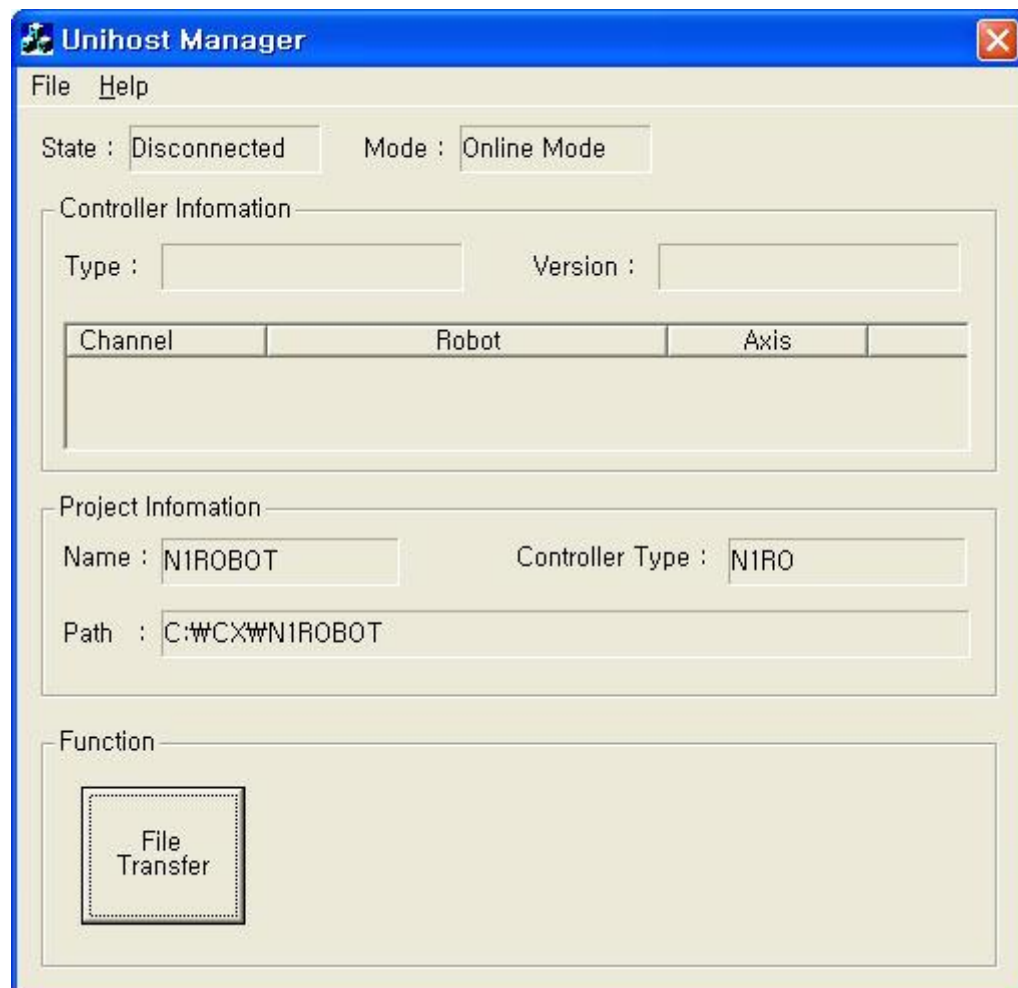 Unihost Manager
File Help
State : Disconnected Mode : Online Mode
Controller Infomation
Type : Version :
Channel Robot Axis
Project Infomation
Name : N1ROBOT Controller Type : N1RO
Path : C:₩CX₩N1ROBOT
Function
File
Transfer